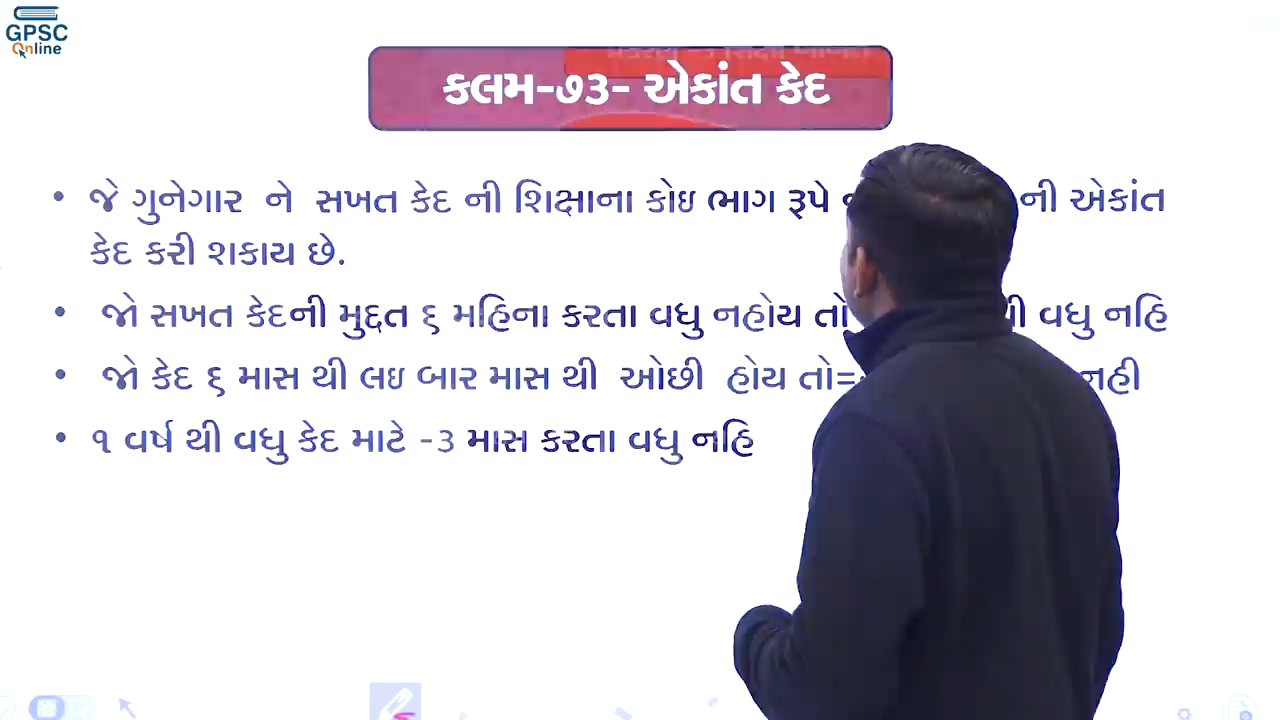 GPSC
Online
કલમ-૭૩- એકાંત કેદ
• જે ગુનેગાર ને સખત કેદ ની શિક્ષાના કોઇ ભાગ રૂપે ની એકાંત
કેદ કરી શકાય છે.
• જો સખત કેદની મુદ્દત ૬ મહિના કરતા વધુ નહોય તો વધુ નહિ
• જો કેદ ૬ માસ થી લઇ બાર માસ થી ઓછી હોય તો= નહી
• ૧ વર્ષ થી વધુ કેદ માટે -૩ માસ કરતા વધુ નહિ